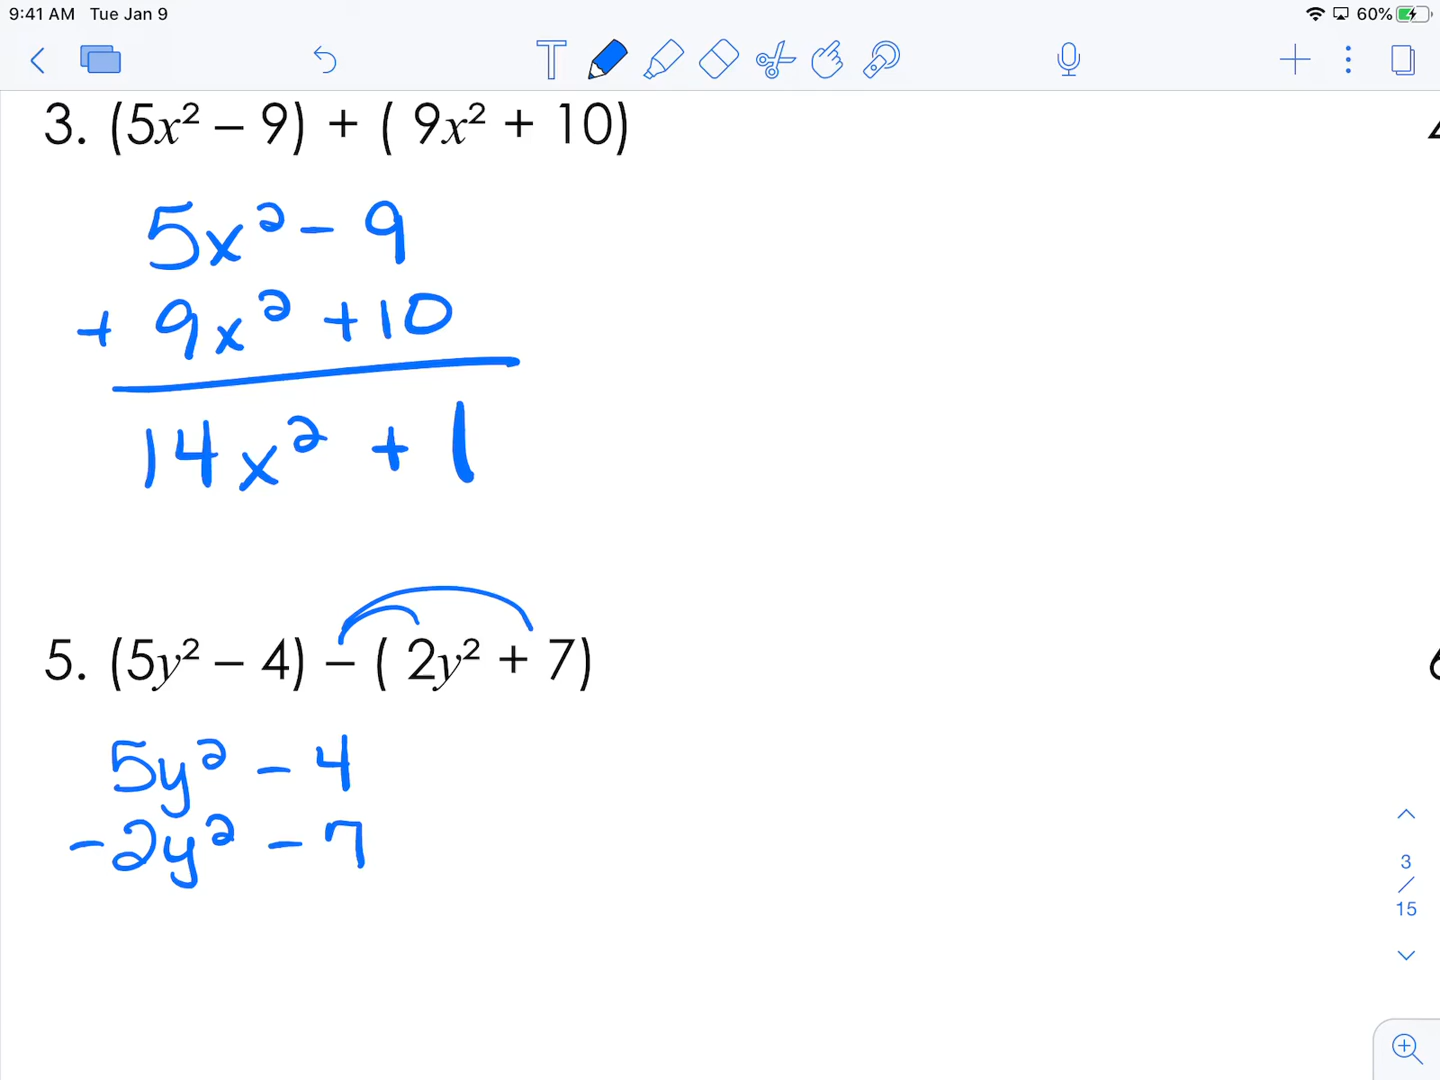 9:41 AM Tue Jan 9 60%
T
3. (5x² – 9) + ( 9x² + 10)
5x² - 9
+ 9x² + 10
14x² + 1
5. (5y² – 4) – ( 2y² + 7)
5y² - 4
-2y² - 7
3
/
15